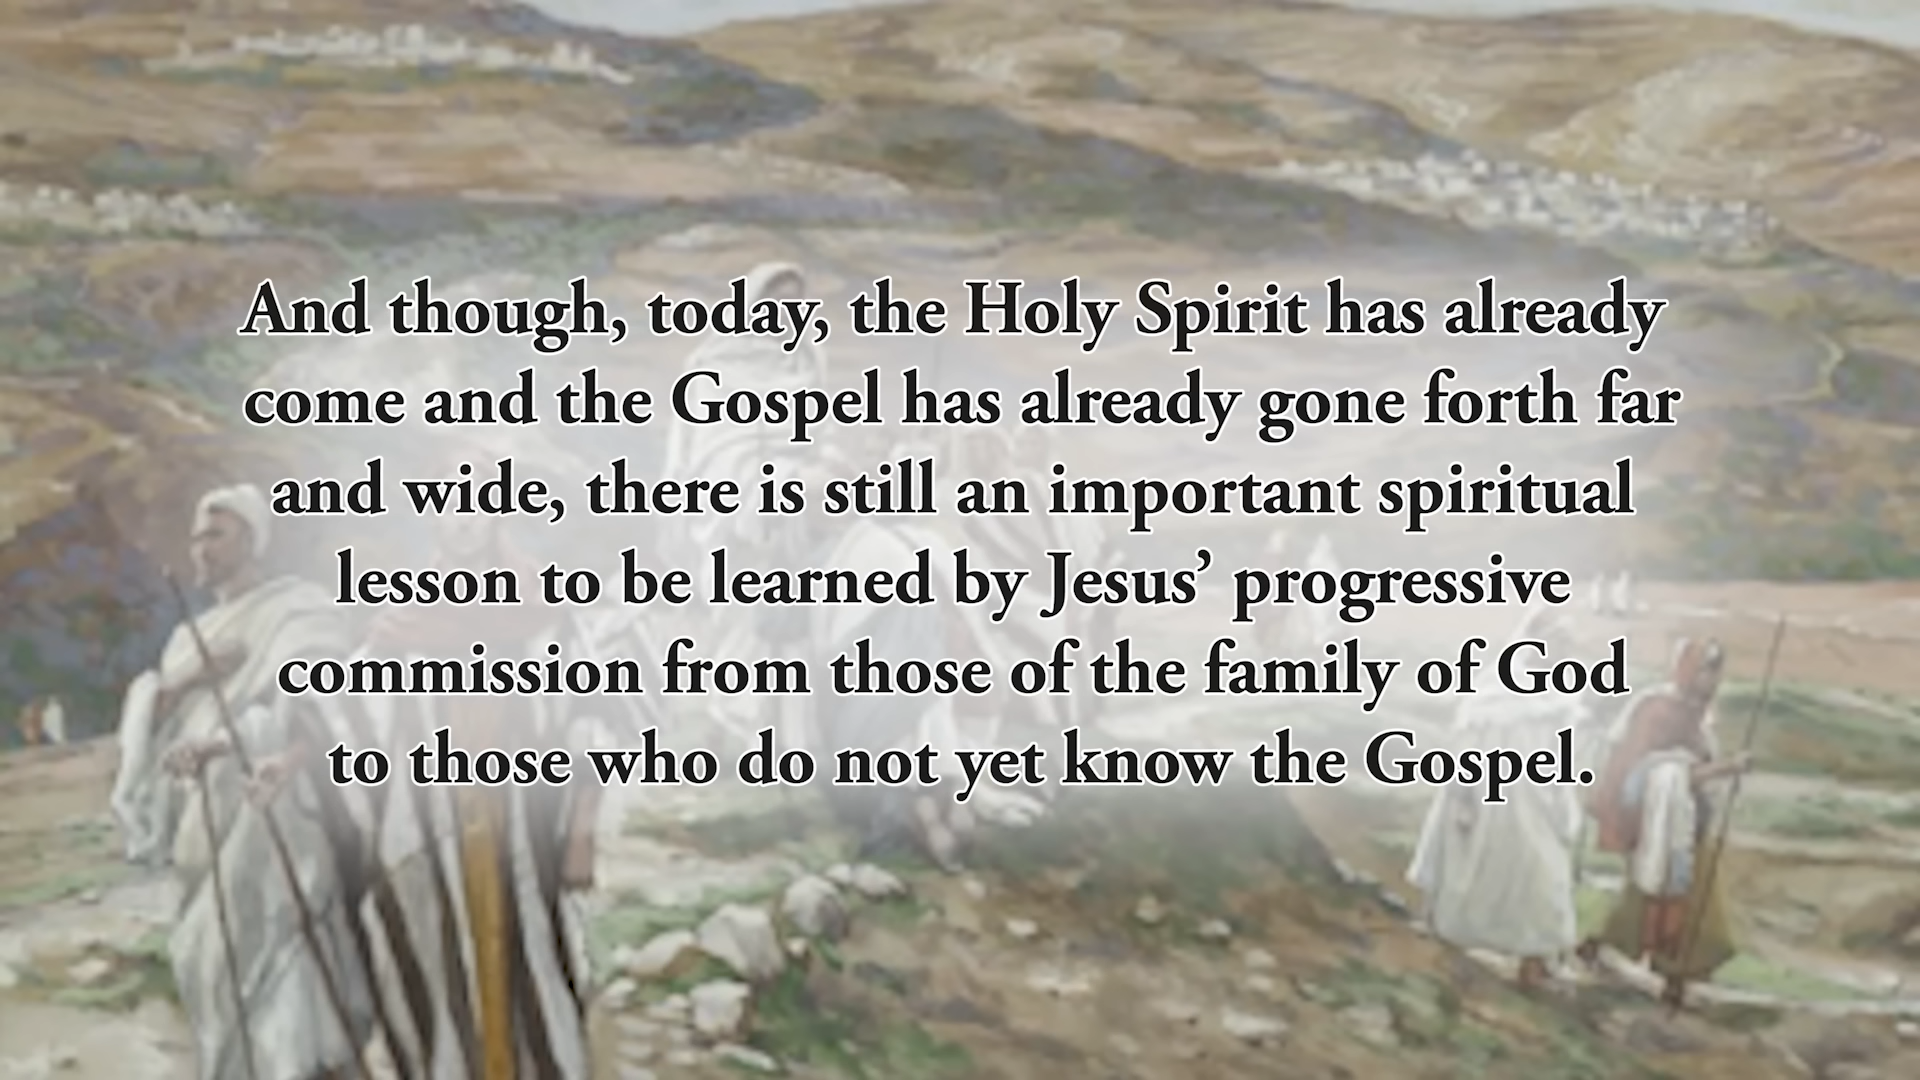 And though, today, the Holy Spirit has already
come and the Gospel has already gone forth far
and wide, there is still an important spiritual
lesson to be learned by Jesus’ progressive
commission from those of the family of God
to those who do not yet know the Gospel.